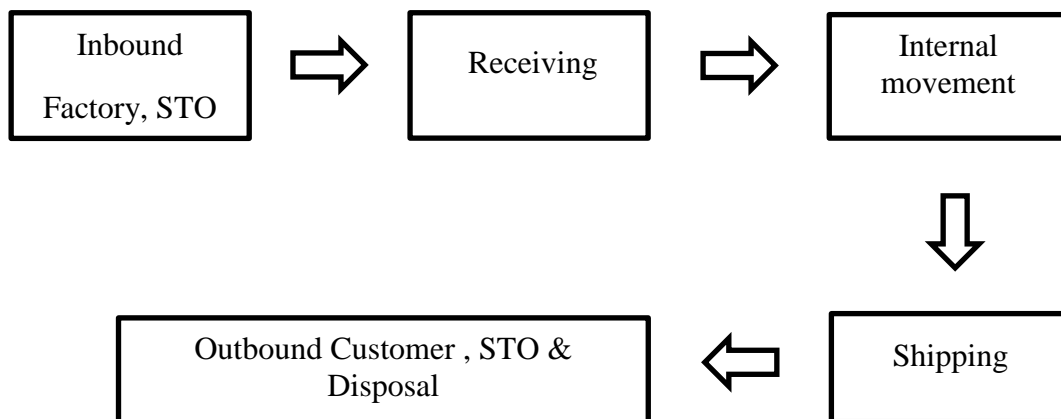 Inbound
Factory, STO
Receiving
Internal
movement
Shipping
Outbound Customer , STO &
Disposal